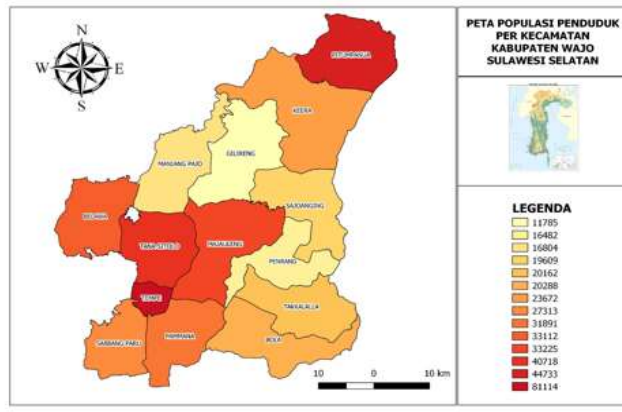 PETA POPULASI PENDUDUK
PER KECAMATAN
KABUPATEN WAJO
SULAWESI SELATAN
N
W
E
S
PITUMPANUA
KEERA
GILIRENG
MANIANG PAJO
SAJOANGING
BELAWA
TANA SITOLO
MAJAULENG
PENRANG
TEMPE
TAKKALALLA
SABBANG PARU
PAMMANA
BOLA
10 0 10 km
LEGENDA
11785
16482
16804
19609
20162
20288
23672
27313
31891
33112
33225
40718
44733
81114